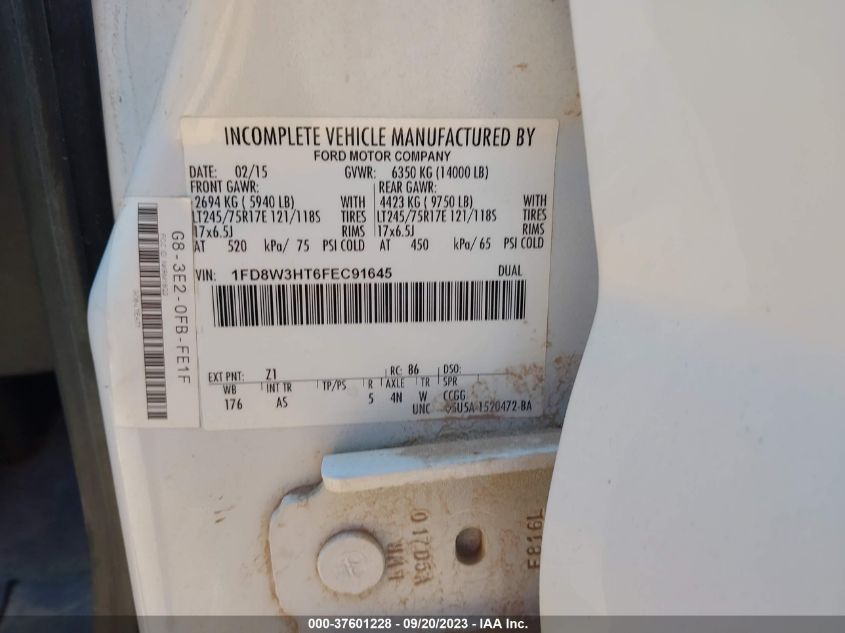 INCOMPLETE VEHICLE MANUFACTURED BY
FORD MOTOR COMPANY
DATE: 02/15 GVWR: 6350 KG (14000 LB)
FRONT GAWR: REAR GAWR:
2694 KG ( 5940 LB) WITH 4423 KG ( 9750 LB) WITH
LT245/75R17E 121/118S TIRES LT245/75R17E 121/118S TIRES
17x6.5J RIMS 17x6.5J RIMS
AT 520 kPa/ 75 PSI COLD AT 450 kPa/ 65 PSI COLD
VIN: 1FD8W3HT6FEC91645 DUAL
EXT PNT: Z1 RC: 86 DSO:
WB INT TR TP/PS R AXLE TR SPR
176 AS 5 4N W CCGG
UNC 5U5A-1520472-BA
G8-3E2-0FB-FE1F
LWR
017D5A
F816L
000-37601228 - 09/20/2023 - IAA Inc.